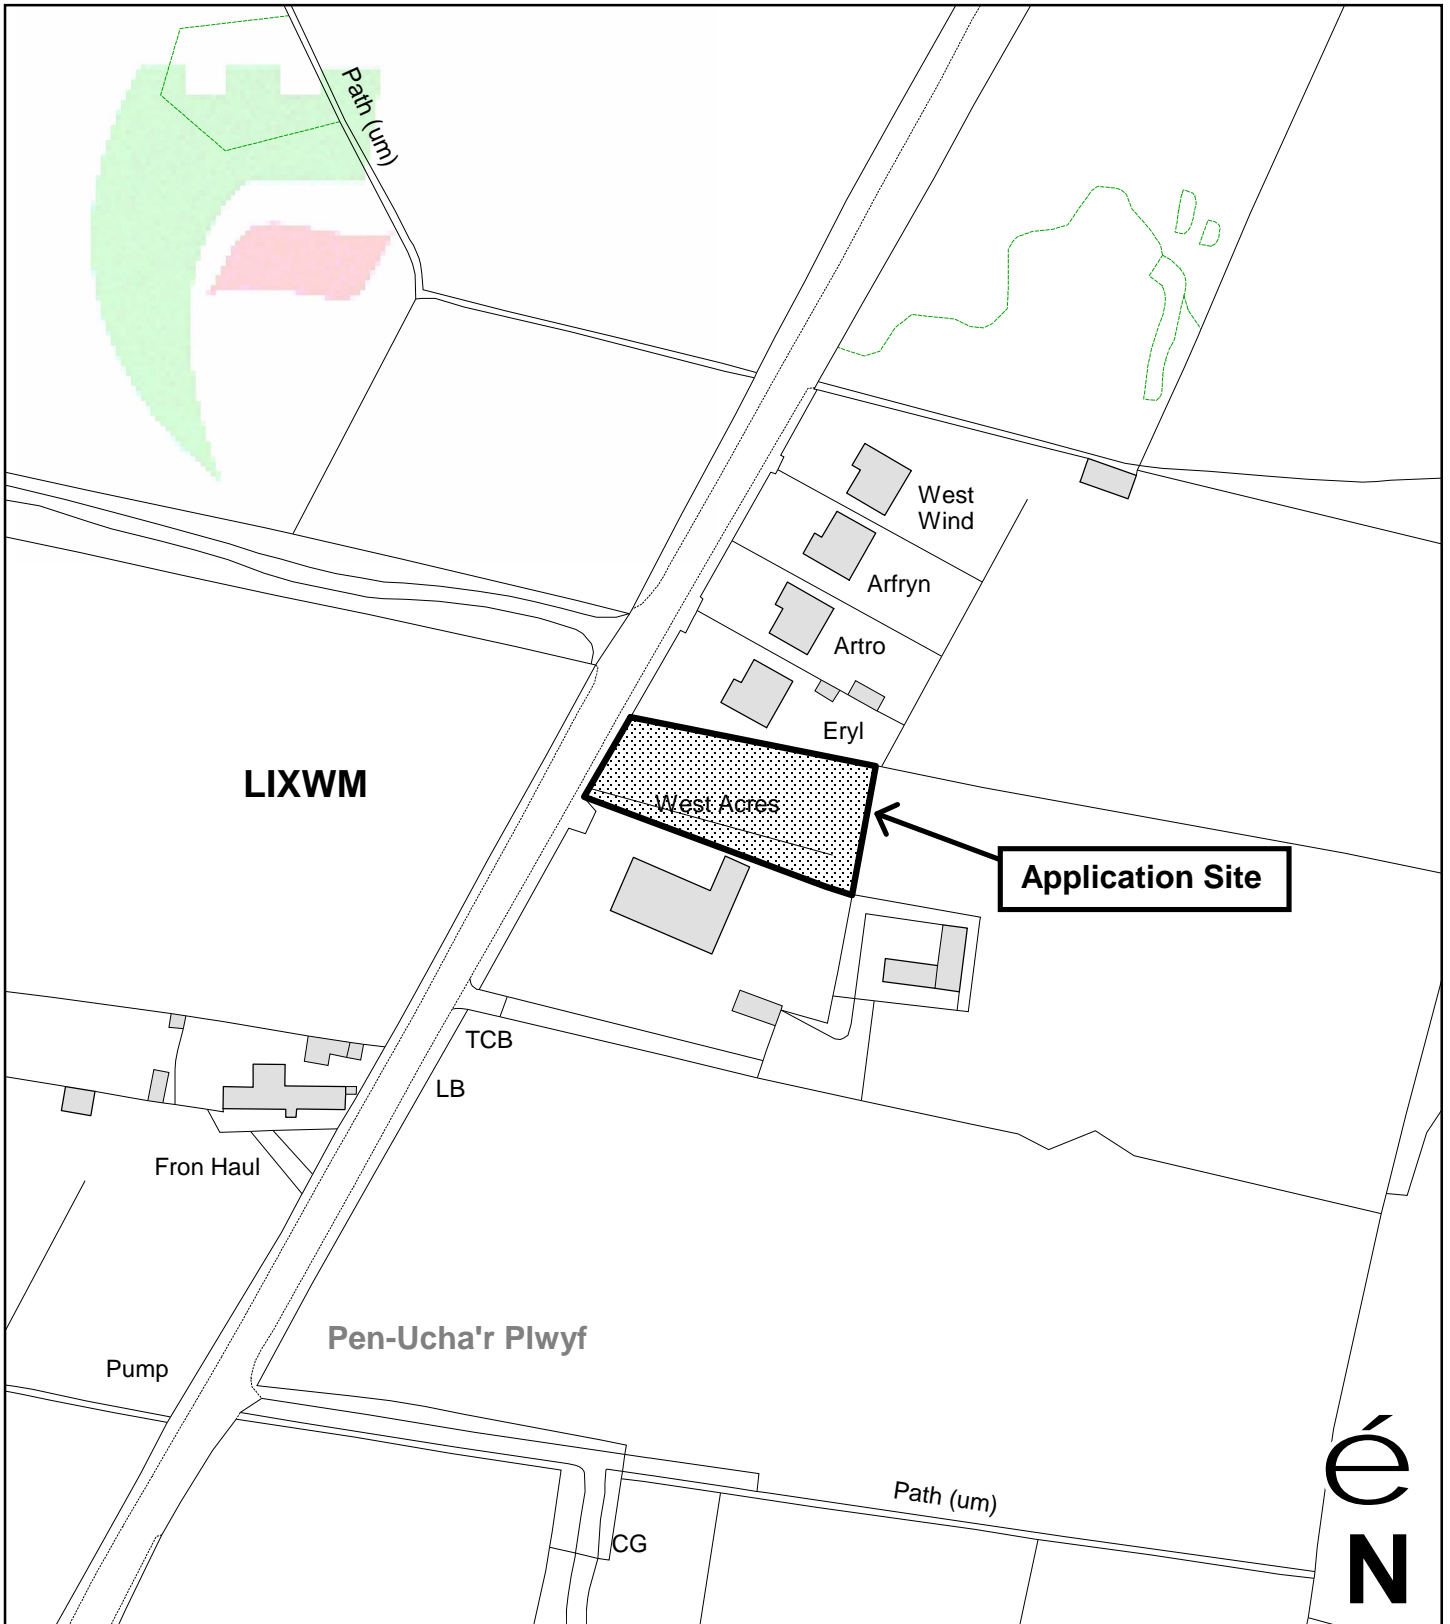 Path (um)
West
Wind
Arfryn
Artro
Eryl
LIXWM
West Acres
Application Site
TCB
LB
Fron Haul
Pen-Ucha'r Plwyf
Pump
Path (um)
CG
é
N